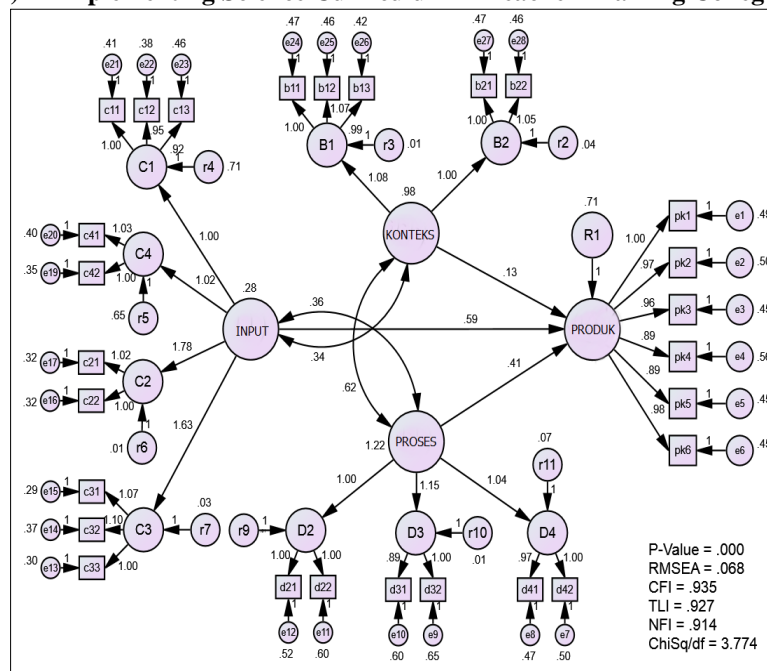 .41 .38 .46
e21 e22 e23
1 1 1
c11 c12 c13
1.00 .95 .92
C1 1 r4 .71
.47 .46 .42
e24 e25 e26
1 1 1
b11 b12 b13
1.00 1.07 .99
B1 1 r3 .01
.47 .46
e27 e28
1 1
b21 b22
1.00 1.05
B2 1 r2 .04
1.08 .98 1.00
KONTEKS
.40 e20 1 c41 1.03
.35 e19 1 c42 1.00
C4
1
r5 .65
1.00
1.02
.28
INPUT
.36
.34
.59
.13
.62
.41
.71
R1
1
PRODUK
1.00 pk1 1 e1
.97 pk2 1 e2
.96 pk3 1 e3
.89 pk4 1 e4 .56
.89 pk5 1 e5
.98 pk6 1 e6
.32 e17 1 c21 1.02
.32 e16 1 c22 1.00
C2 1.78
1
.01 r6
1.63
.29 e15 1 c31 1.07
.37 e14 1 c32 1.10
.30 e13 1 c33 1.00
C3 1 r7 .03
1.22 PROSES
1.00 1.15 1.04
r9 1 D2
1.00 1.00
d21 d22
1 1
e12 e11
.52 .60
D3 1 r10 .01
.89 1.00
d31 d32
1 1
e10 e9
.60 .65
.07
r11
1
D4
.97 1.00
d41 d42
1 1
e8 e7
.47 .50
P-Value = .000
RMSEA = .068
CFI = .935
TLI = .927
NFI = .914
ChiSq/df = 3.774